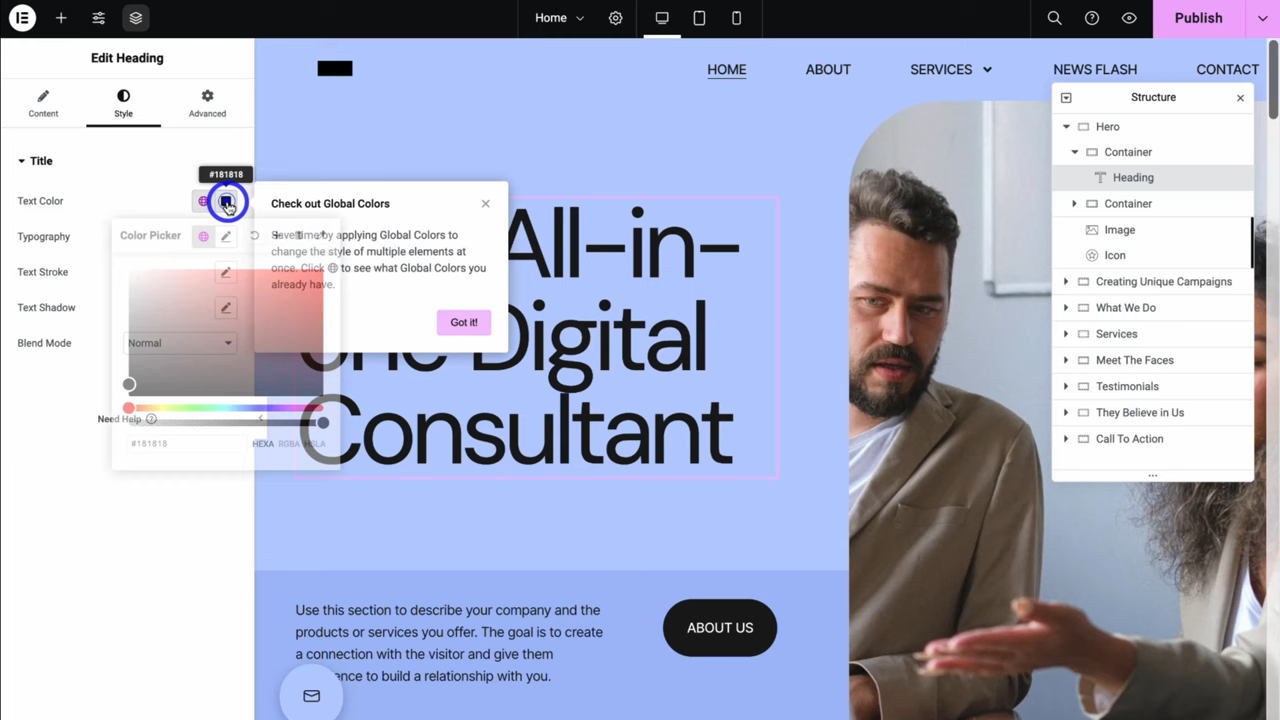 Home
Publish
Edit Heading
Content
Style
Advanced
Title
#181818
Text Color
Typography
Text Stroke
Text Shadow
Blend Mode
Color Picker
Normal
Need Help
#181818
HEXA RGBA HSLA
Check out Global Colors
Save time by applying Global Colors to
change the style of multiple elements at
once. Click to see what Global Colors you
already have.
Got it!
HOME
ABOUT
SERVICES
NEWS FLASH
CONTACT
All-in-
one Digital
Consultant
Use this section to describe your company and the
products or services you offer. The goal is to create
a connection with the visitor and give them
ence to build a relationship with you.
ABOUT US
Structure
Hero
Container
Heading
Container
Image
Icon
Creating Unique Campaigns
What We Do
Services
Meet The Faces
Testimonials
They Believe in Us
Call To Action